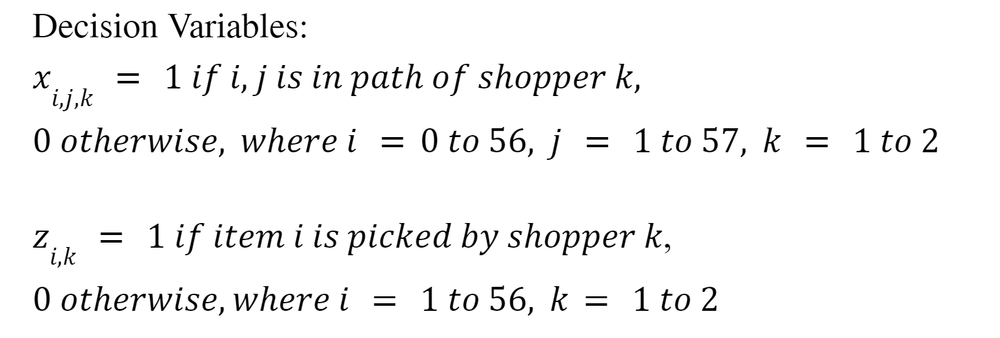 Decision Variables:
x_{i,j,k} = 1 if i, j is in path of shopper k,
0 otherwise, where i = 0 to 56, j = 1 to 57, k = 1 to 2
z_{i,k} = 1 if item i is picked by shopper k,
0 otherwise, where i = 1 to 56, k = 1 to 2